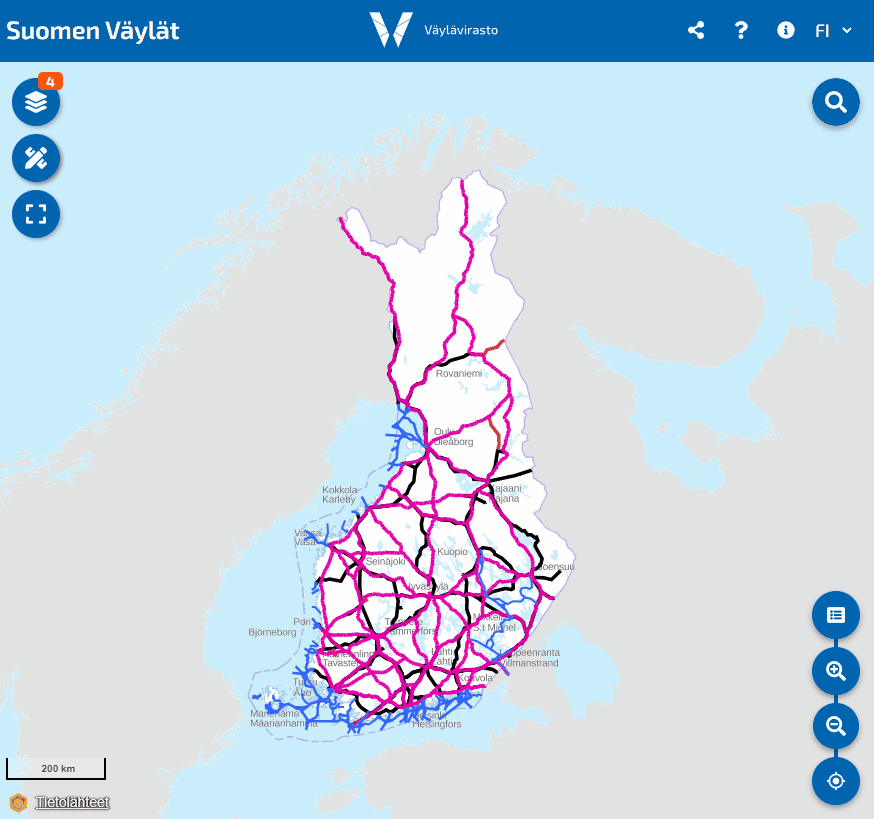 Suomen Väylät
Väylävirasto
FI
4
Rovaniemi
Oulu
Uleåborg
Kokkola
Karleby
Kajaani
Kajana
Vaasa
Vasa
Seinäjoki
Kuopio
Joensuu
Jyväskylä
Pori
Björneborg
Tampere
Tammerfors
Mikkeli
S:t Michel
Hämeenlinna
Tavastehus
Lahti
Lahtis
Lappeenranta
Villmanstrand
Kouvola
Turku
Åbo
Mariehamn
Maarianhamina
Helsinki
Helsingfors
200 km
Tietolähteet